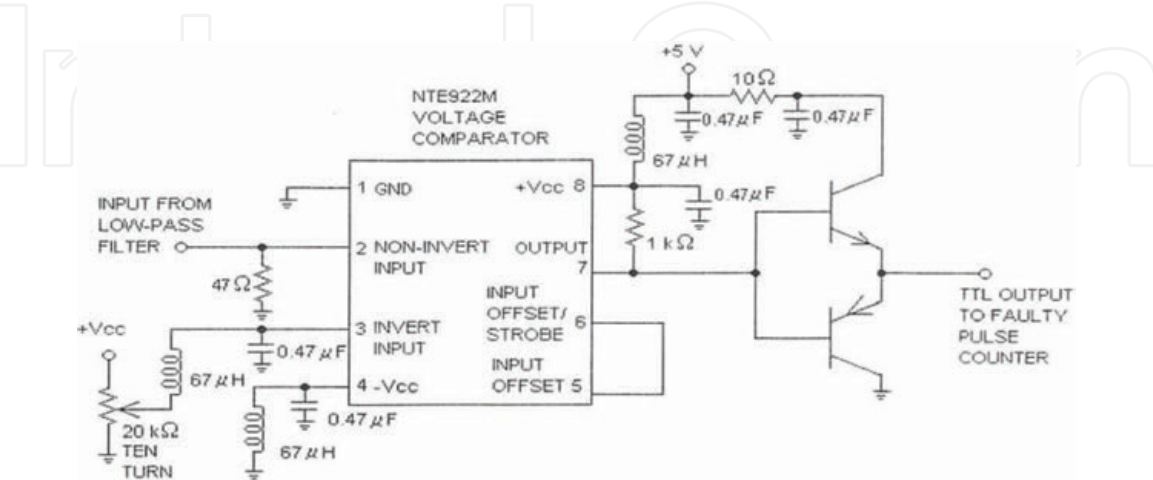 +5 V
10Ω
NTE922M
VOLTAGE
COMPARATOR
0.47μF
0.47μF
67μH
1 GND
+Vcc 8
0.47μF
INPUT FROM
LOW-PASS
FILTER
1 kΩ
2 NON-INVERT
INPUT
OUTPUT
7
47Ω
INPUT
OFFSET/
STROBE
6
TTL OUTPUT
TO FAULTY
PULSE
COUNTER
+Vcc
3 INVERT
INPUT
0.47μF
INPUT
OFFSET 5
67μH
4 -Vcc
0.47μF
20 kΩ
TEN
TURN
67μH